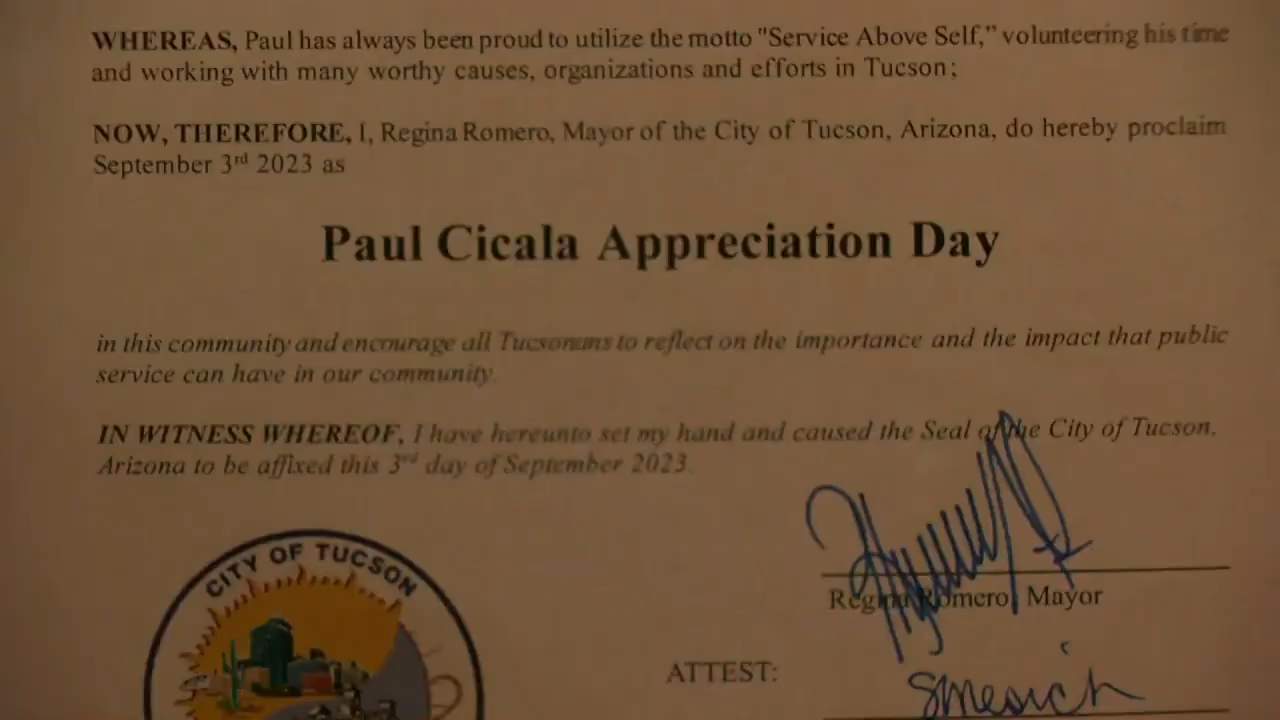 WHEREAS, Paul has always been proud to utilize the motto "Service Above Self," volunteering his time
and working with many worthy causes, organizations and efforts in Tucson;
NOW, THEREFORE, I, Regina Romero, Mayor of the City of Tucson, Arizona, do hereby proclaim
September 3rd 2023 as
Paul Cicala Appreciation Day
in this community and encourage all Tucsonans to reflect on the importance and the impact that public
service can have in our community.
IN WITNESS WHEREOF, I have hereunto set my hand and caused the Seal of the City of Tucson,
Arizona to be affixed this 3rd day of September 2023.
CITY OF TUCSON
Regina Romero, Mayor
ATTEST: